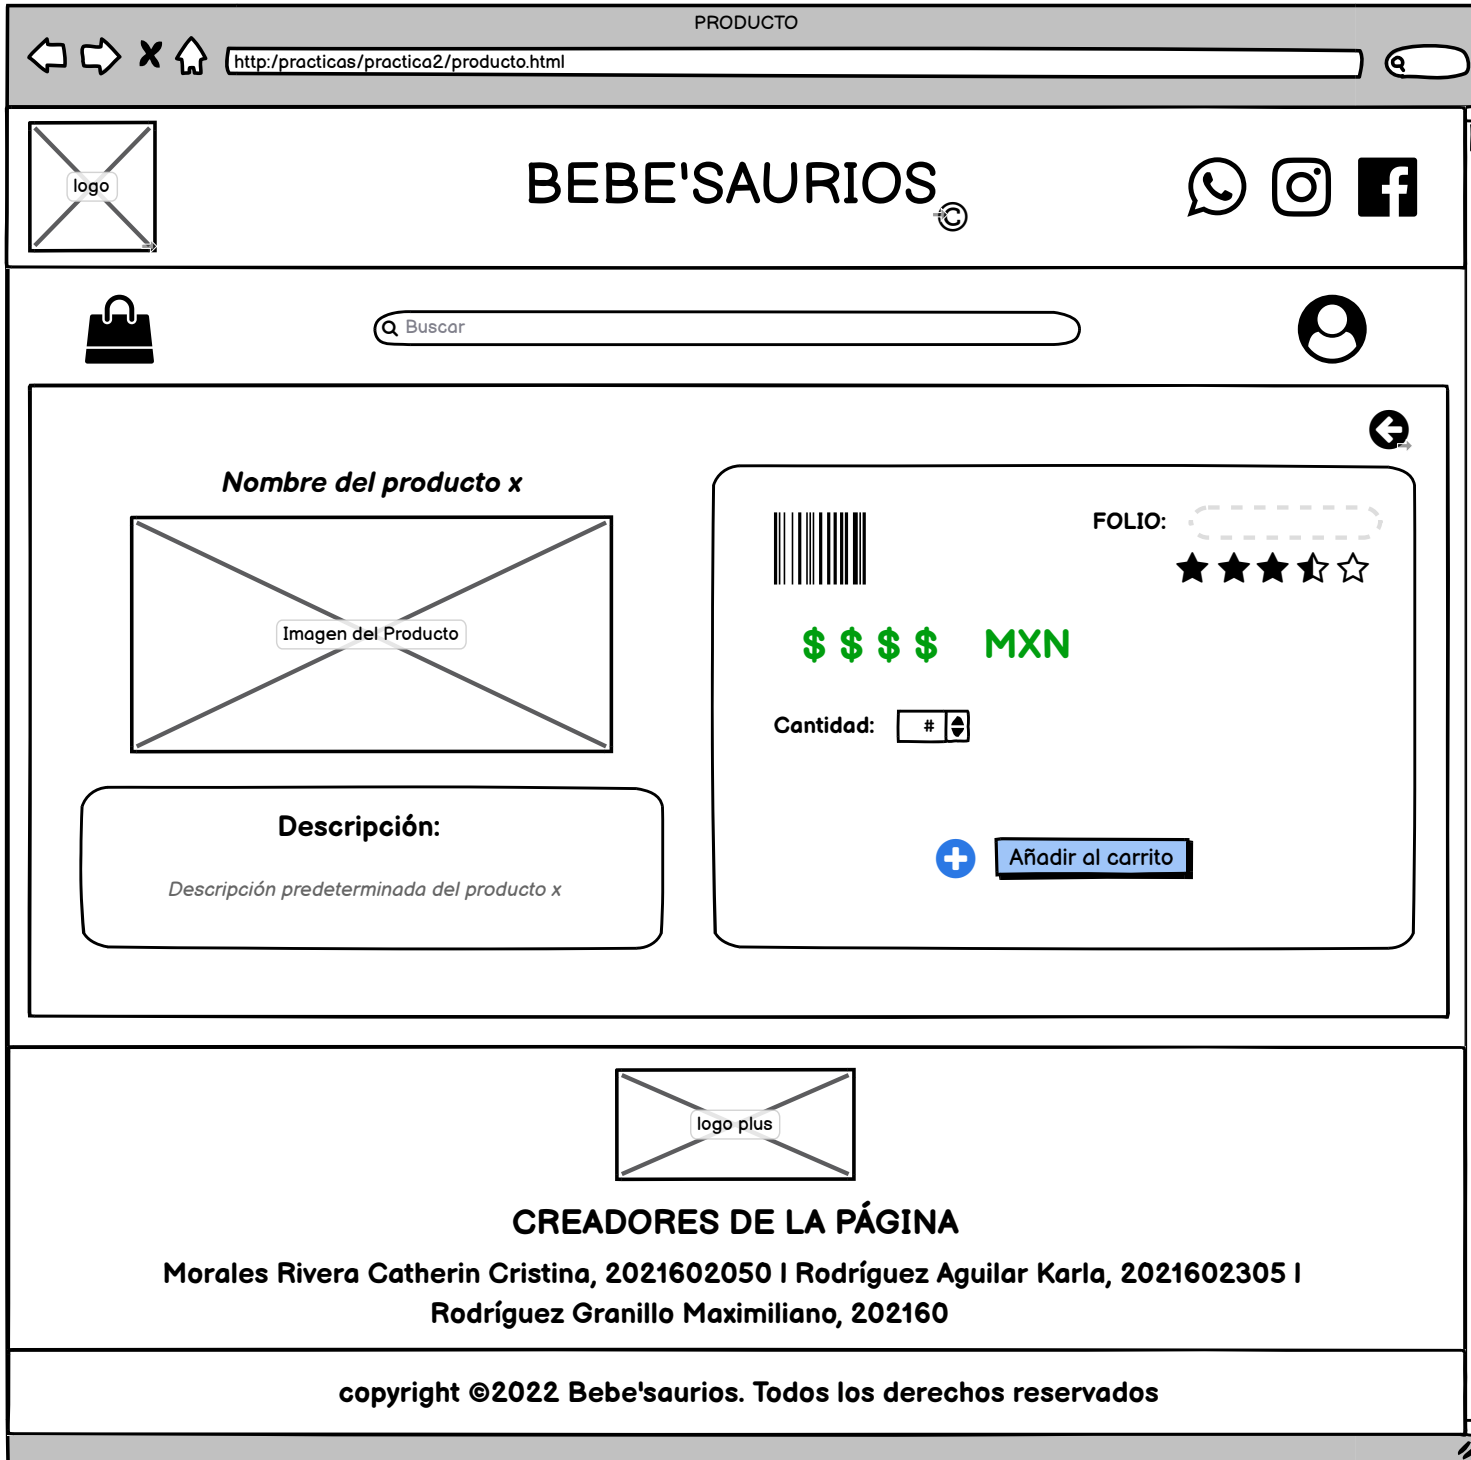 PRODUCTO
http:/practicas/practica2/producto.html
logo
BEBE'SAURIOS
©
Buscar
Nombre del producto x
Imagen del Producto
Descripción:
Descripción predeterminada del producto x
FOLIO:
$ $ $ $ MXN
Cantidad: #
Añadir al carrito
logo plus
CREADORES DE LA PÁGINA
Morales Rivera Catherin Cristina, 2021602050 | Rodríguez Aguilar Karla, 2021602305 |
Rodríguez Granillo Maximiliano, 202160
copyright ©2022 Bebe'saurios. Todos los derechos reservados